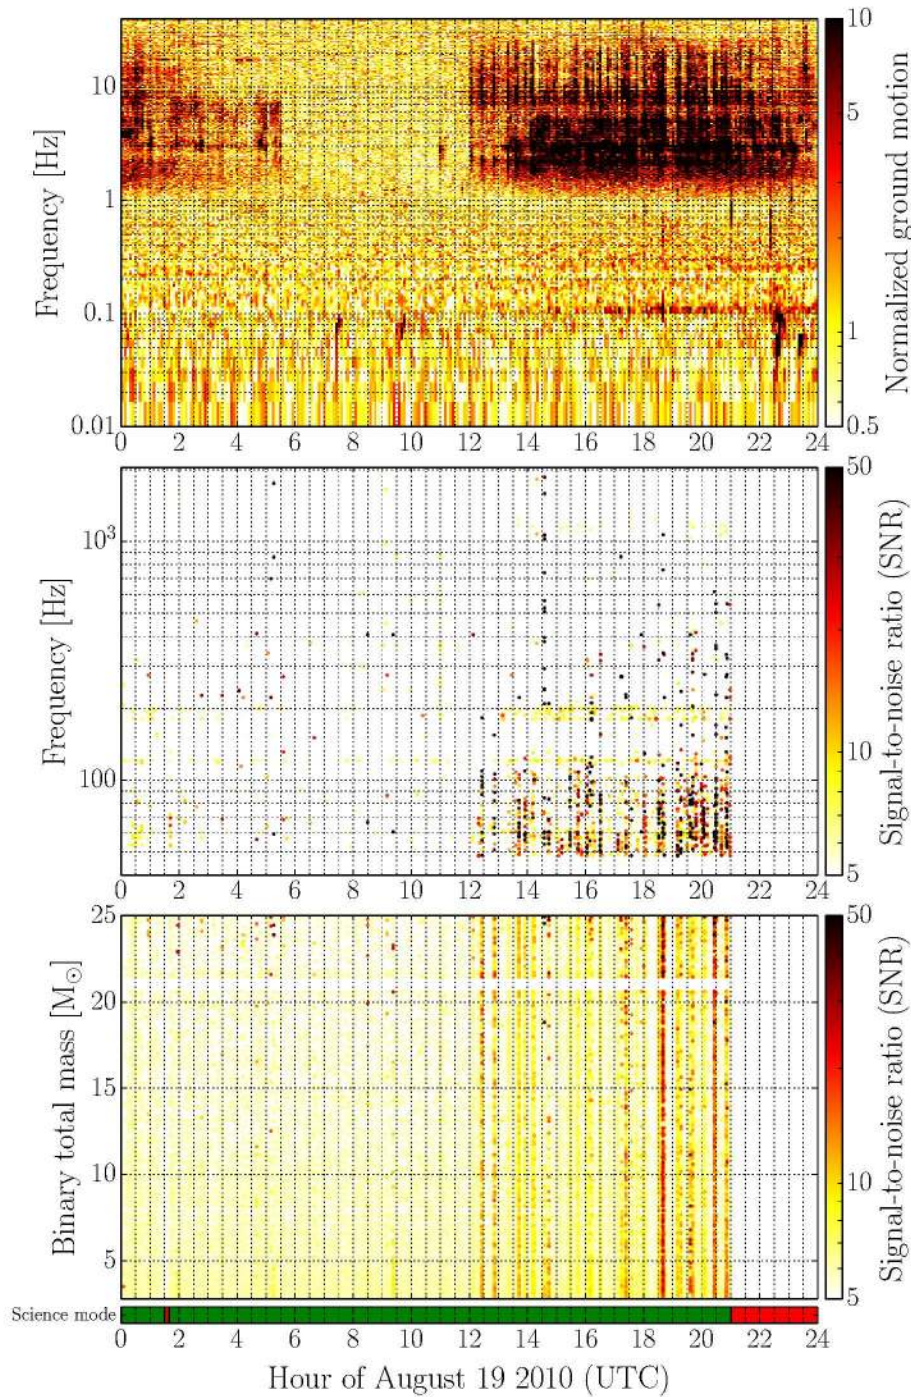 Frequency [Hz]
10
1
0.1
0.01
0 2 4 6 8 10 12 14 16 18 20 22 24
10
5
1
0.5
Normalized ground motion
Frequency [Hz]
10³
100
0 2 4 6 8 10 12 14 16 18 20 22 24
50
10
5
Signal-to-noise ratio (SNR)
Binary total mass [M☉]
25
20
15
10
5
50
10
5
Signal-to-noise ratio (SNR)
Science mode
0 2 4 6 8 10 12 14 16 18 20 22 24
Hour of August 19 2010 (UTC)